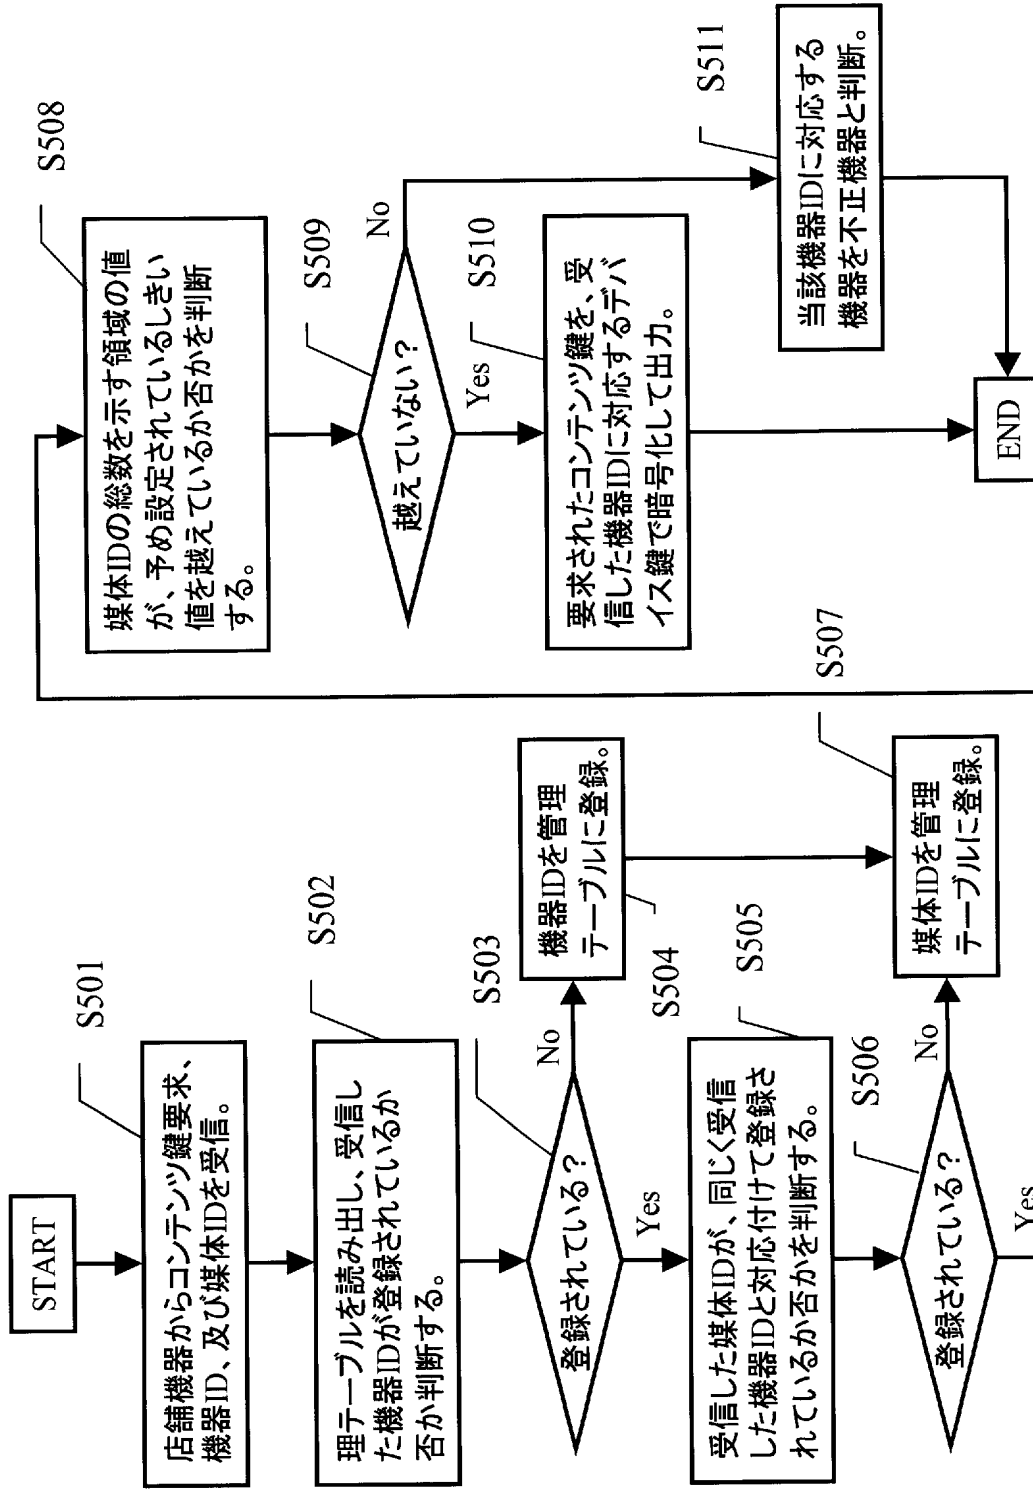 START
S501
店舗機器からコンテンツ鍵要求、
機器ID、及び媒体IDを受信。
S502
理テーブルを読み出し、受信し
た機器IDが登録されているか
否か判断する。
S503
登録されている？
No
Yes
S504
機器IDを管理
テーブルに登録。
S505
受信した媒体IDが、同じく受信
した機器IDと対応付けて登録さ
れているか否かを判断する。
S506
登録されている？
No
Yes
S507
媒体IDを管理
テーブルに登録。
S508
媒体IDの総数を示す領域の値
が、予め設定されているしきい
値を越えているか否かを判断
する。
S509
越えていない？
No
Yes
S510
要求されたコンテンツ鍵を、受
信した機器IDに対応するデバ
イス鍵で暗号化して出力。
S511
当該機器IDに対応する
機器を不正機器と判断。
END